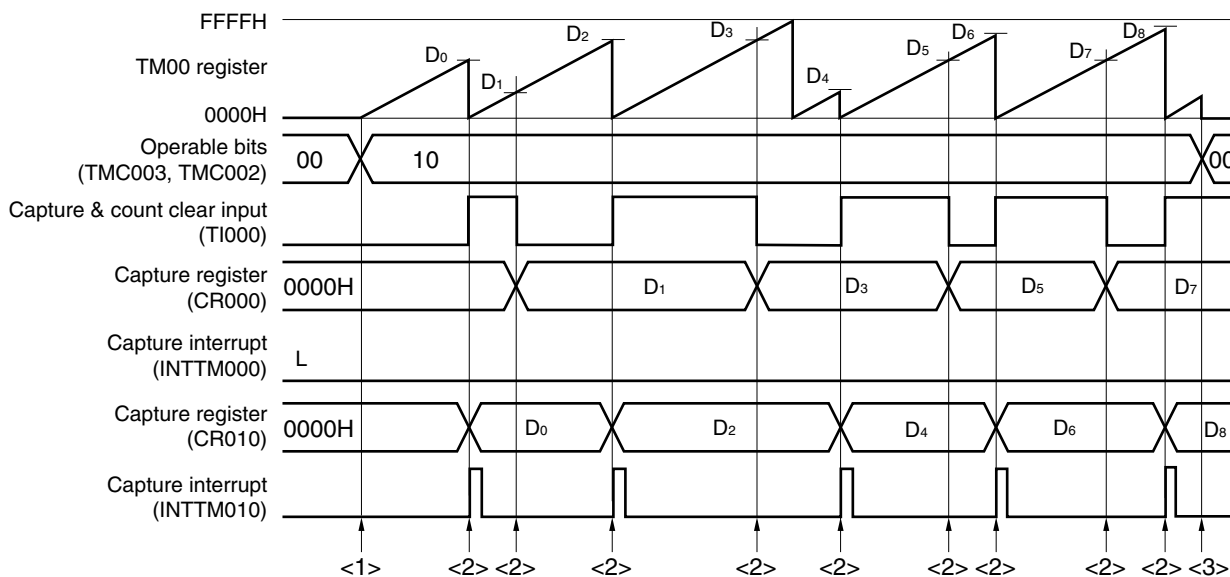 FFFFH
TM00 register
0000H
D0 D1 D2 D3 D4 D5 D6 D7 D8
Operable bits
(TMC003, TMC002)
00 10 00
Capture & count clear input
(TI000)
Capture register
(CR000)
0000H D1 D3 D5 D7
Capture interrupt
(INTTM000)
L
Capture register
(CR010)
0000H D0 D2 D4 D6 D8
Capture interrupt
(INTTM010)
<1> <2> <2> <2> <2> <2> <2> <2> <2> <2> <3>